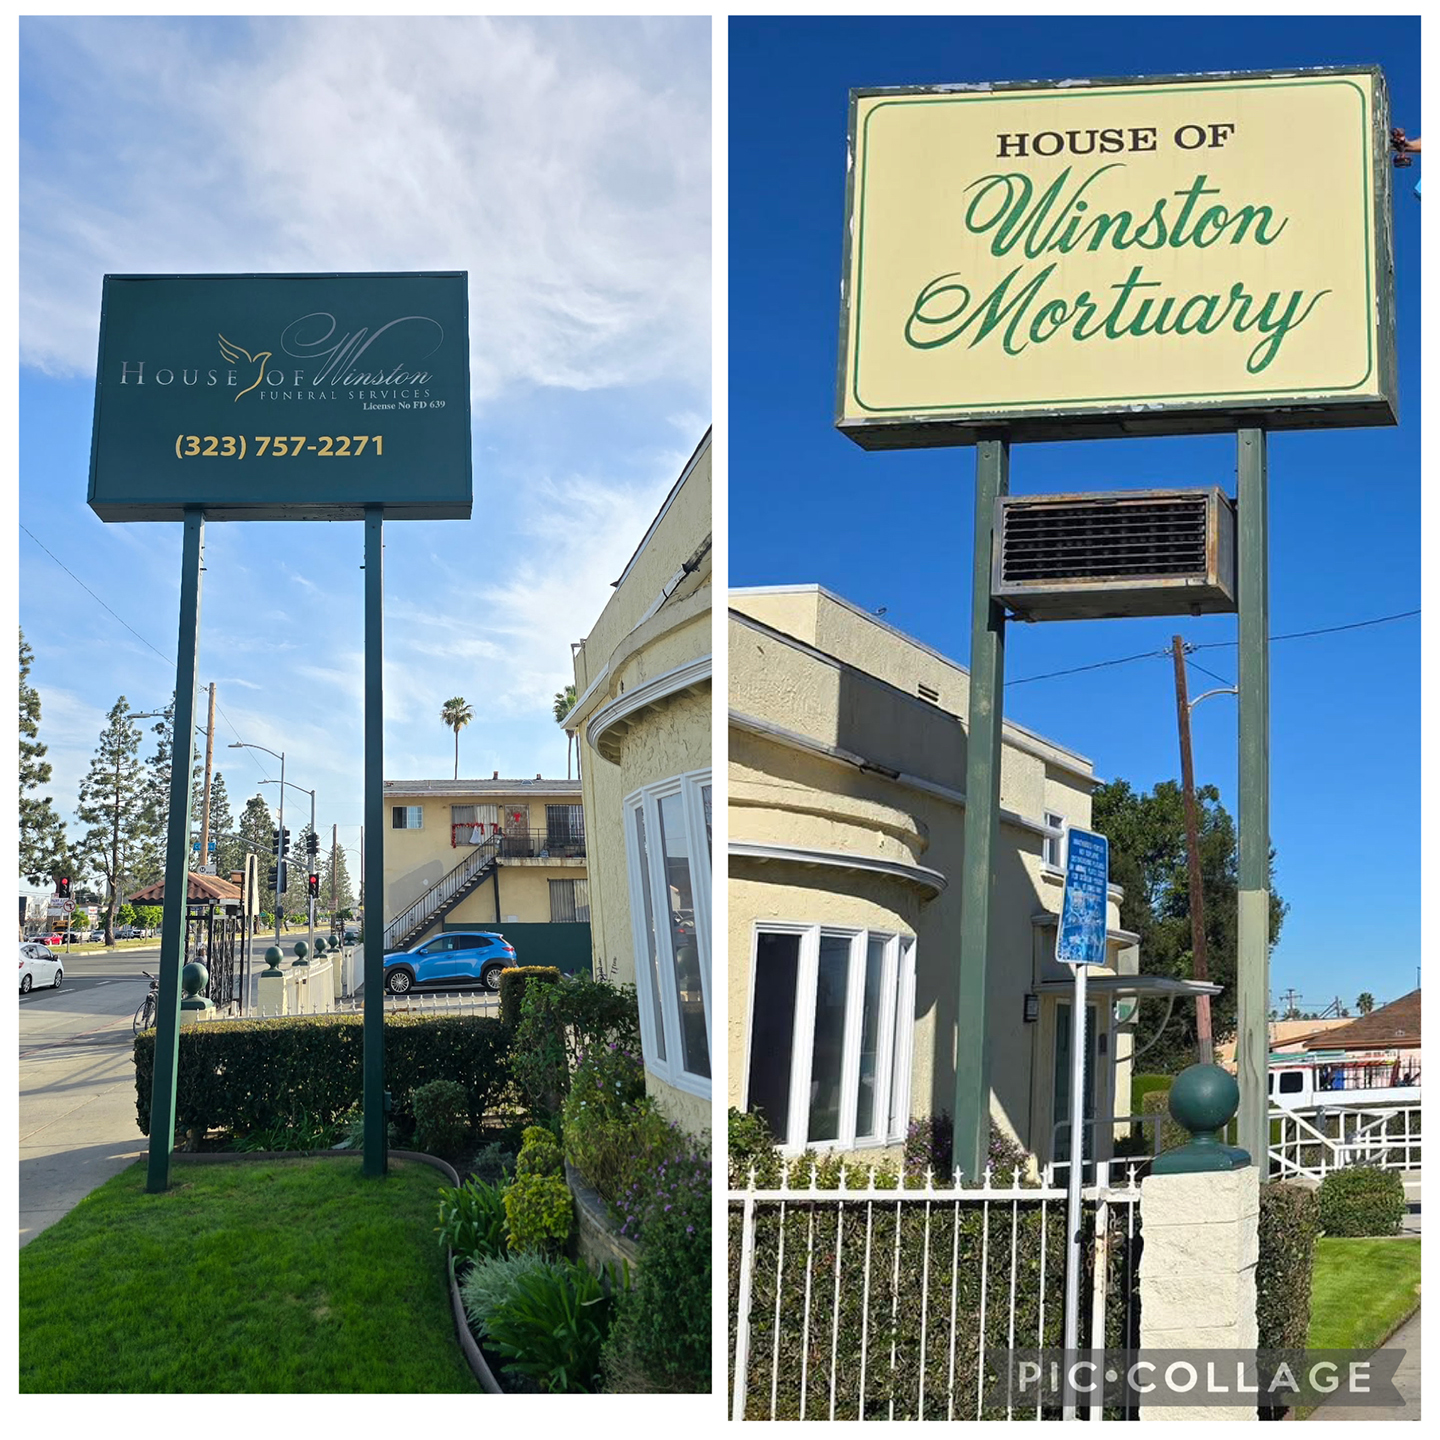 HOUSE OF Winston
FUNERAL SERVICES
License No FD 639
(323) 757-2271
HOUSE OF
Winston
Mortuary
PIC•COLLAGE